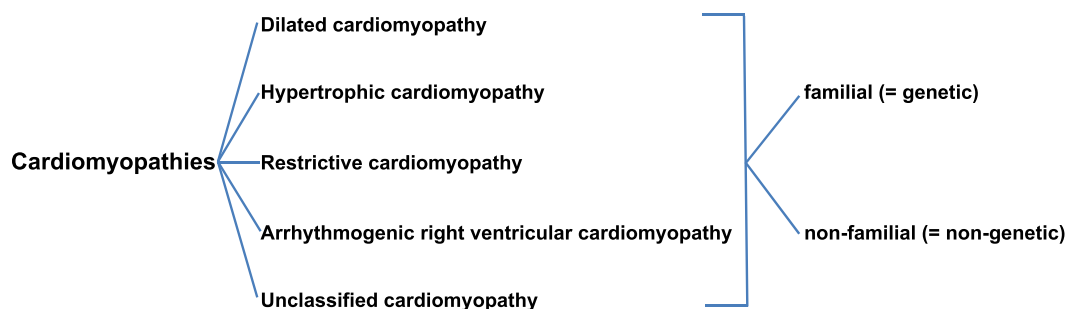 Dilated cardiomyopathy
Hypertrophic cardiomyopathy
familial (= genetic)
Cardiomyopathies
Restrictive cardiomyopathy
Arrhythmogenic right ventricular cardiomyopathy
non-familial (= non-genetic)
Unclassified cardiomyopathy